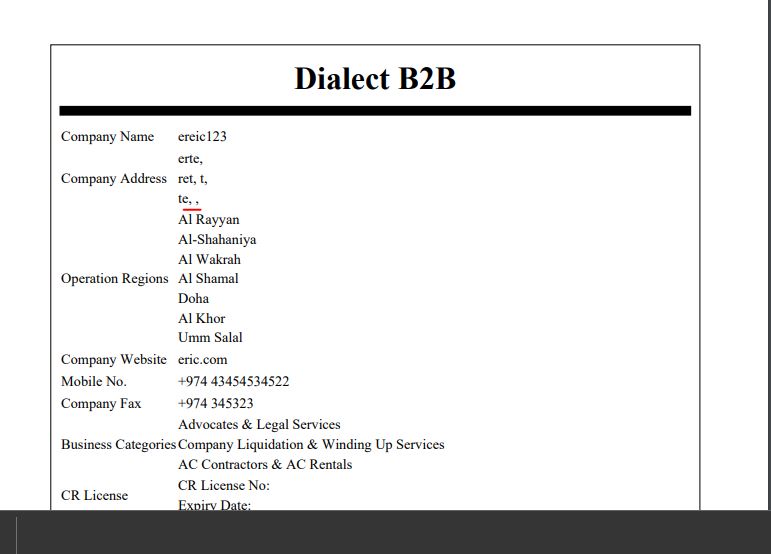 Dialect B2B
Company Name ereic123
erte,
Company Address ret, t,
te, ,
Al Rayyan
Al-Shahaniya
Al Wakrah
Operation Regions Al Shamal
Doha
Al Khor
Umm Salal
Company Website eric.com
Mobile No. +974 43454534522
Company Fax +974 345323
Advocates & Legal Services
Business Categories Company Liquidation & Winding Up Services
AC Contractors & AC Rentals
CR License No:
CR License
Expiry Date: